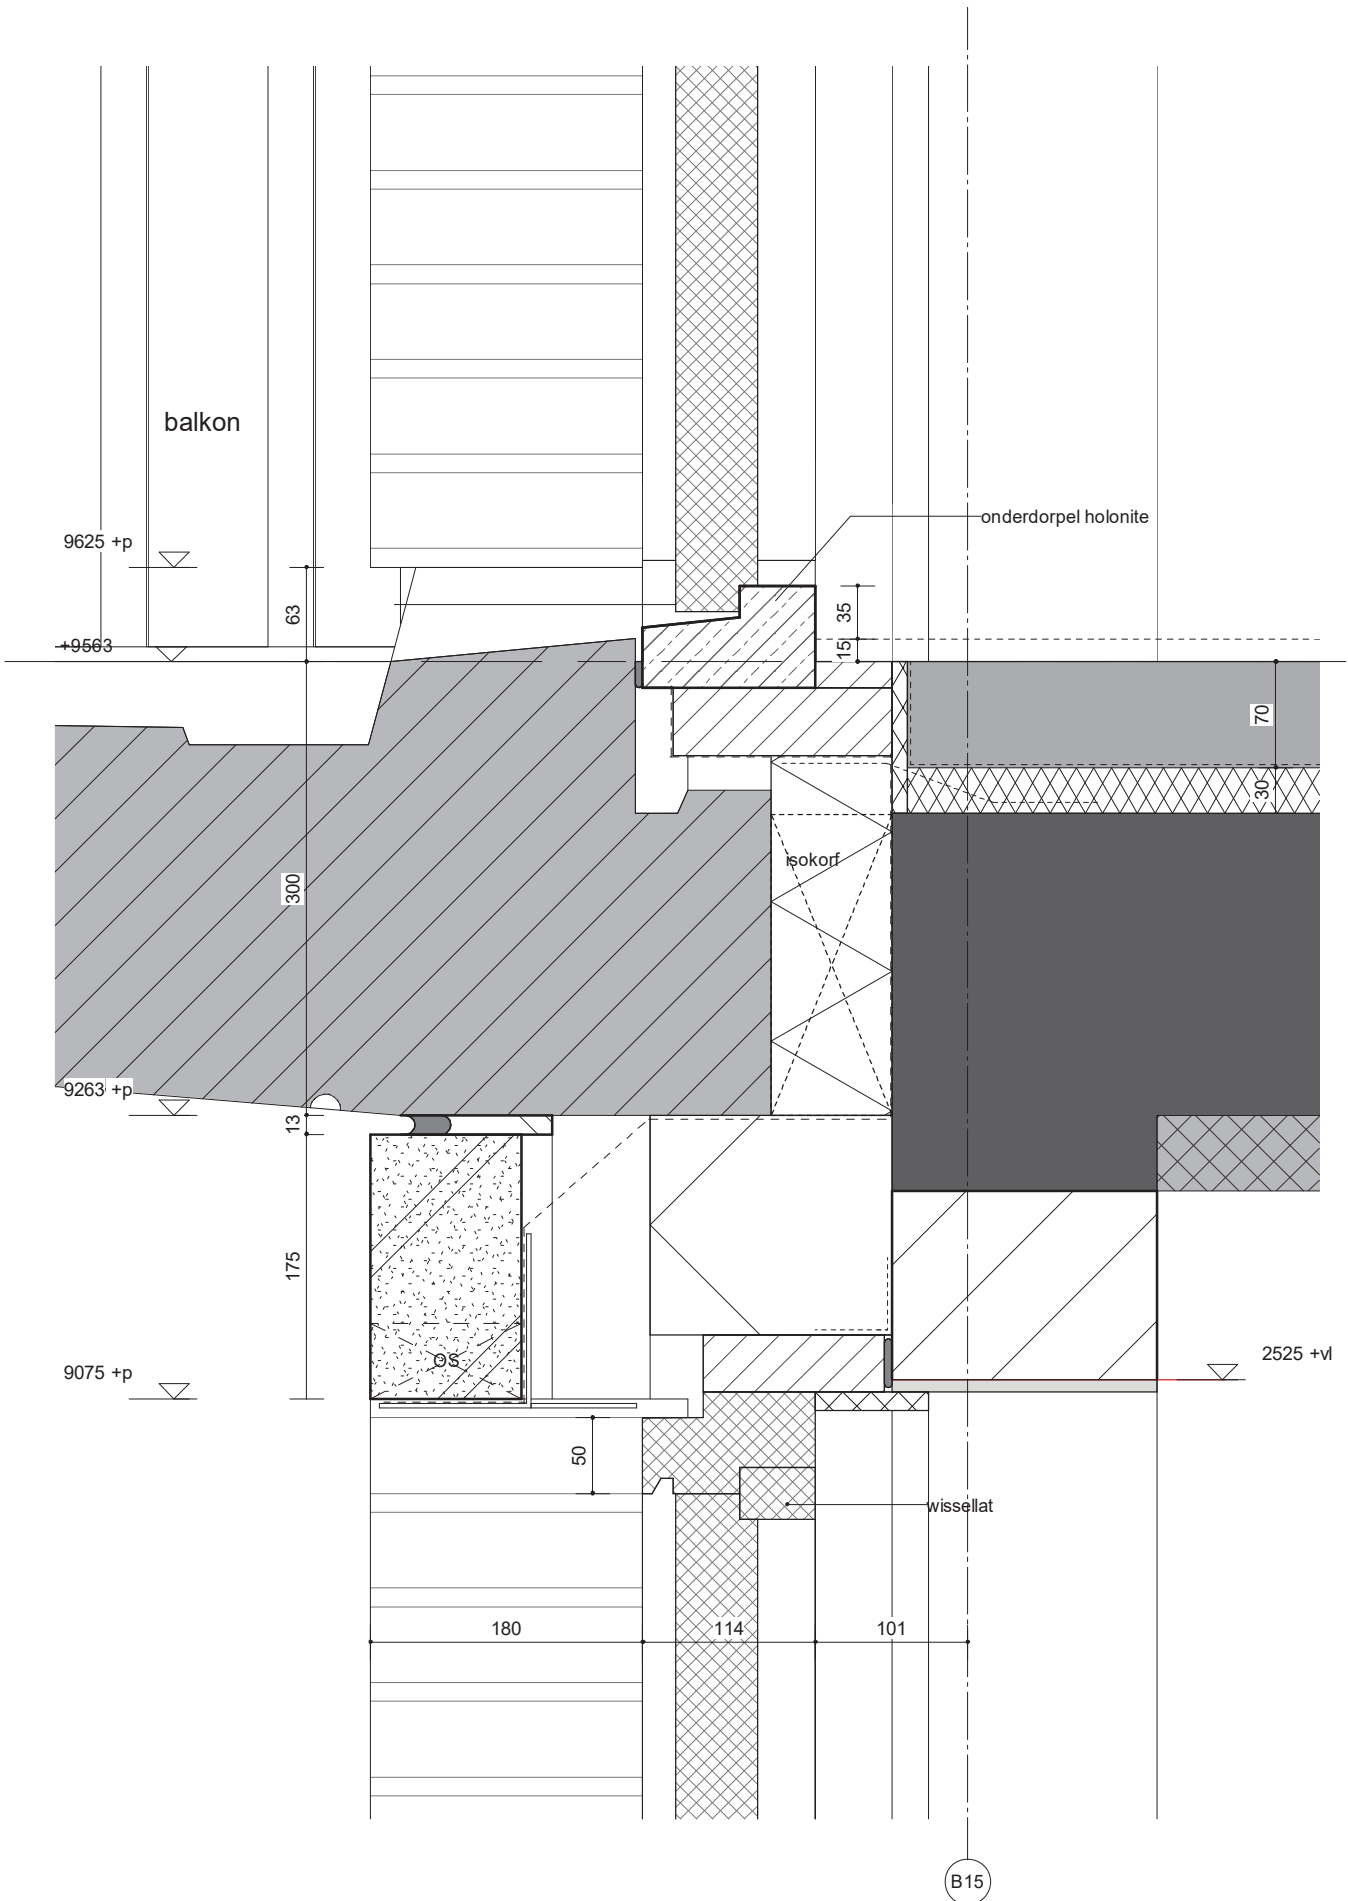 balkon
onderdorpel holonite
9625 +p
63
35
+9563
15
70
30
isokorf
300
9263 +p
13
175
OS
2525 +vl
9075 +p
50
wissellat
180
114
101
B15